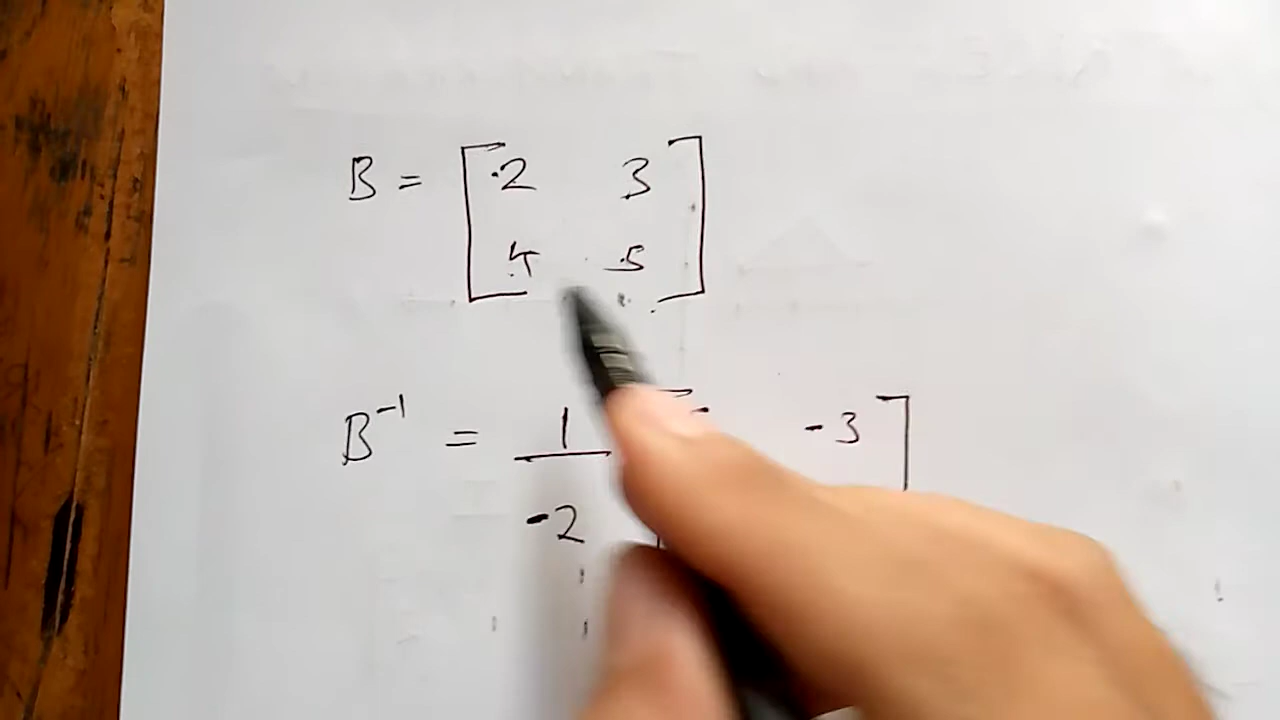 B = [2 3
4 5]
B⁻¹ = 1 -3]
-2